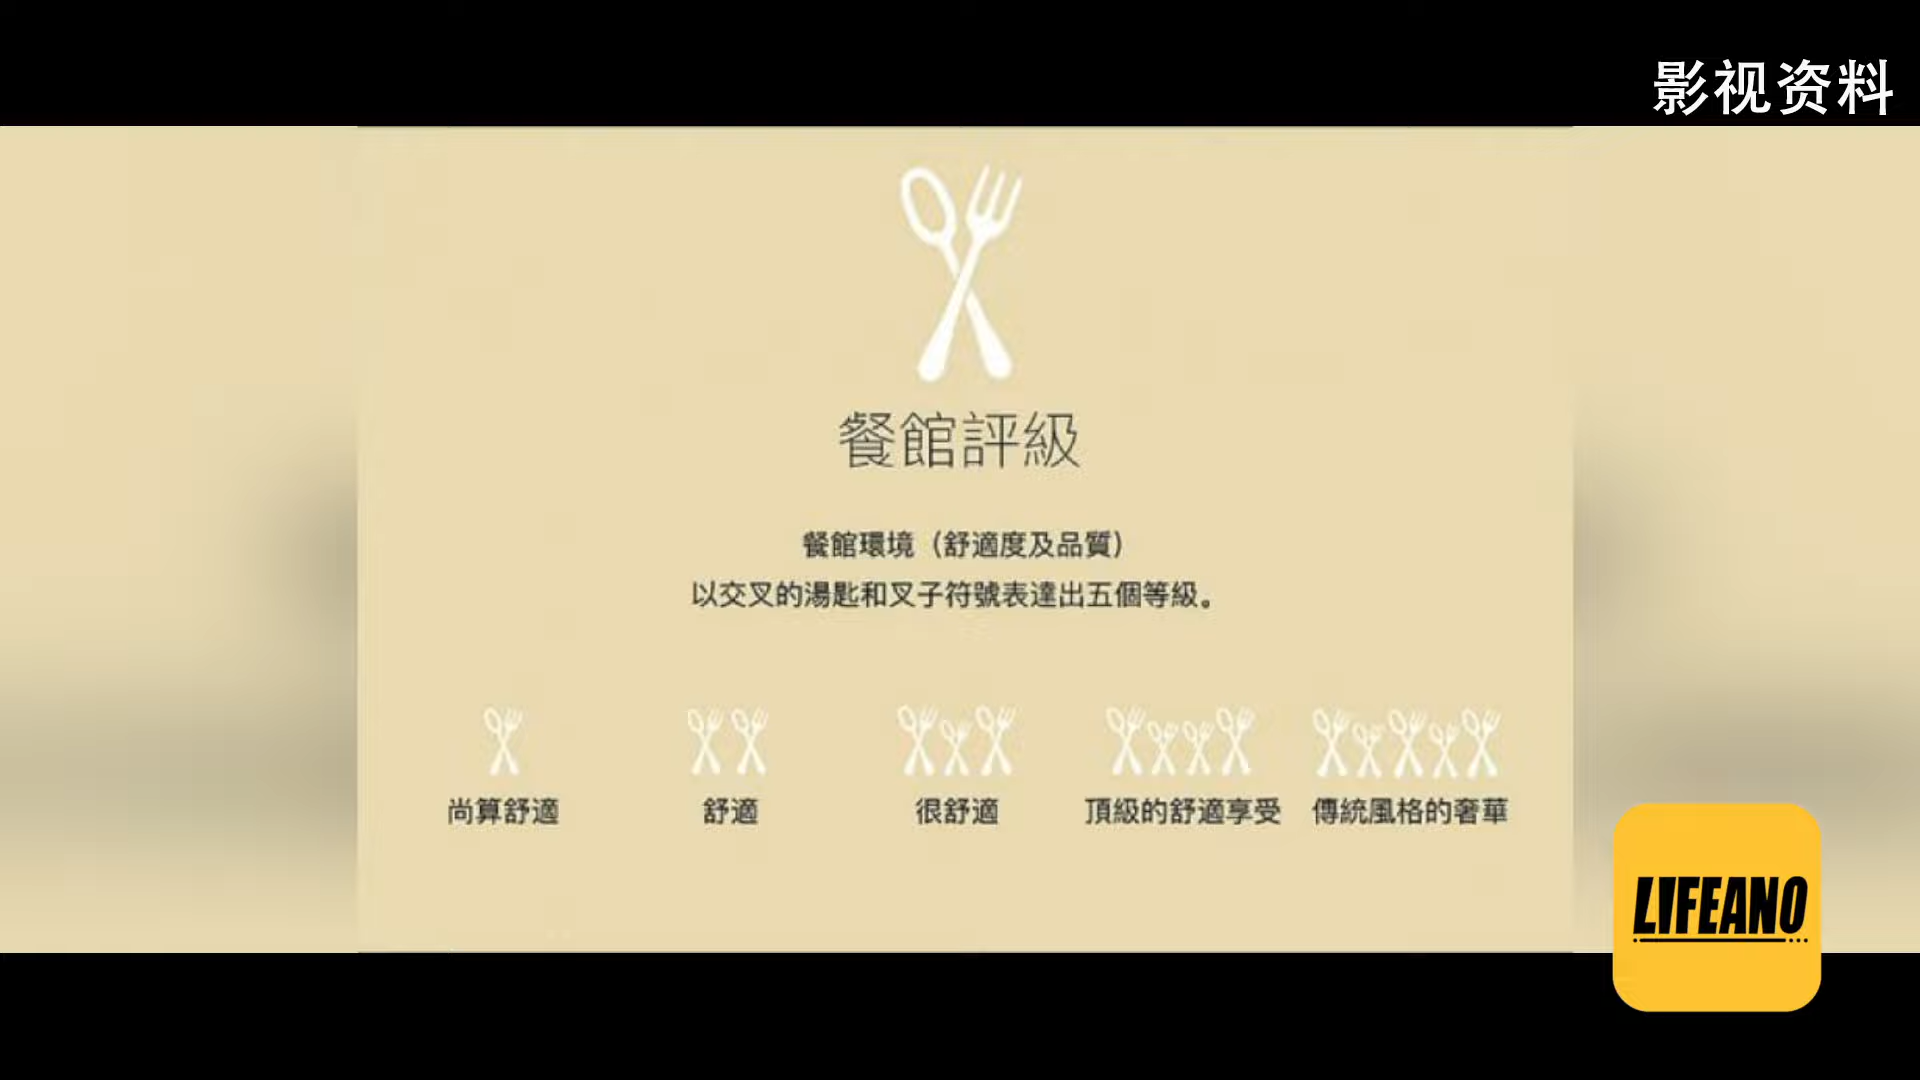 影视资料
餐館評級
餐館環境（舒適度及品質）
以交叉的湯匙和叉子符號表達出五個等級。
尚算舒適
舒適
很舒適
頂級的舒適享受
傳統風格的奢華
LIFEANO